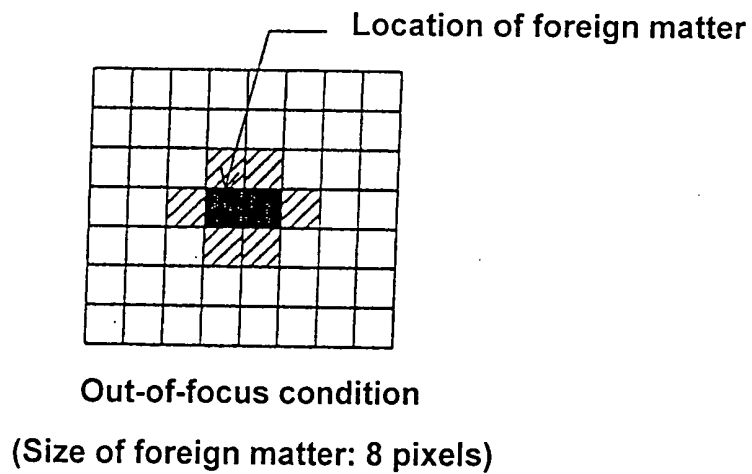 Location of foreign matter
Out-of-focus condition
(Size of foreign matter: 8 pixels)